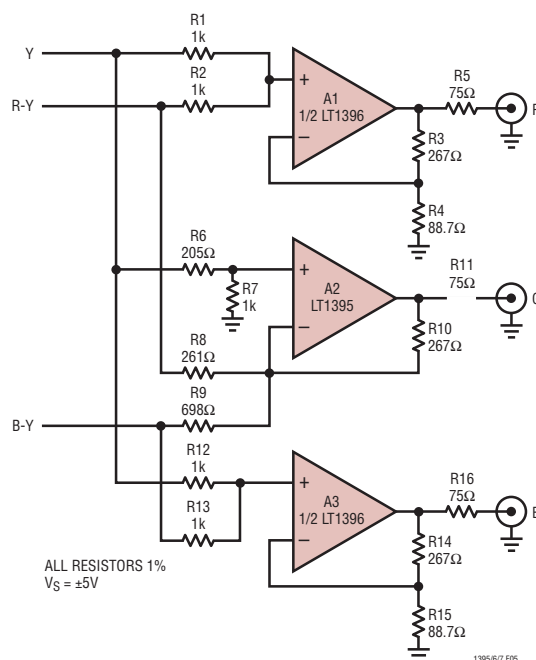 R1
1k
Y
R2
1k
R-Y
A1
1/2 LT1396
+
–
R5
75Ω
R3
267Ω
R4
88.7Ω
R6
205Ω
R7
1k
A2
LT1395
+
–
R11
75Ω
R10
267Ω
R8
261Ω
R9
698Ω
B-Y
R12
1k
R13
1k
A3
1/2 LT1396
+
–
R16
75Ω
R14
267Ω
R15
88.7Ω
ALL RESISTORS 1%
VS = ±5V
1395/6/7 F05